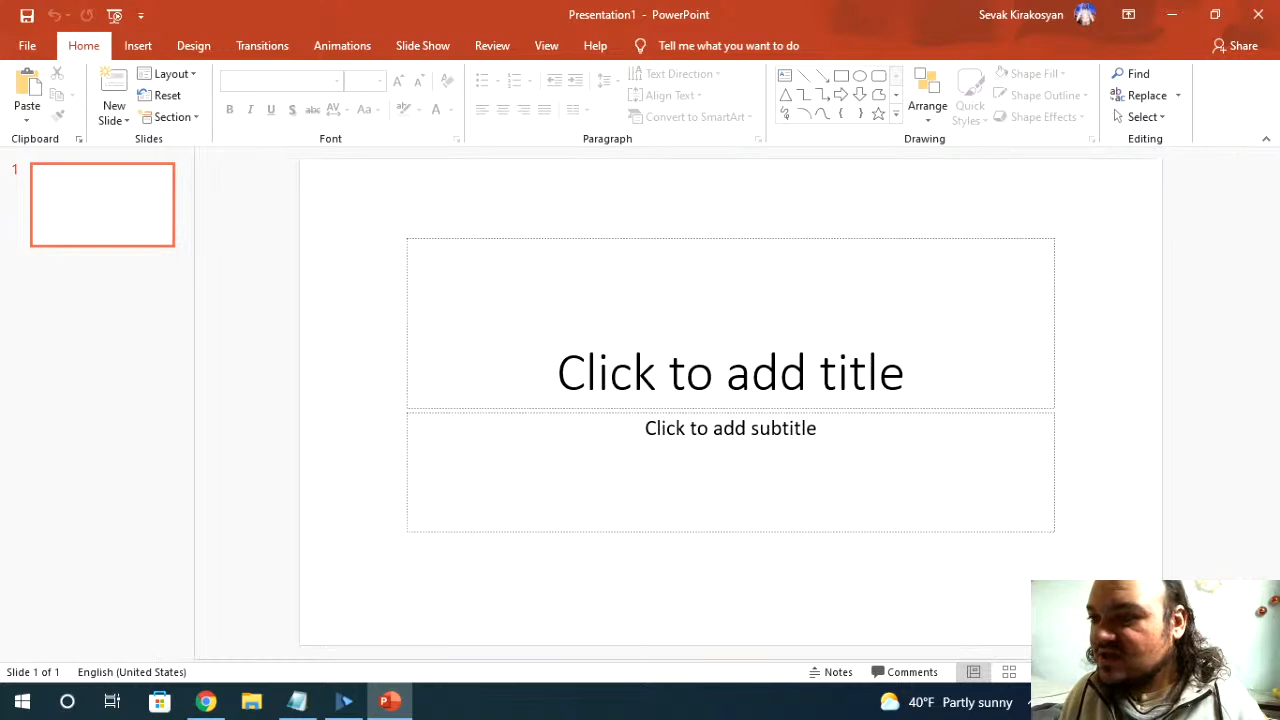 Presentation1 - PowerPoint
Sevak Kirakosyan
File
Home
Insert
Design
Transitions
Animations
Slide Show
Review
View
Help
Tell me what you want to do
Share
Paste
New Slide
Layout
Reset
Section
B I U S abc AV Aa A
Text Direction
Align Text
Convert to SmartArt
Arrange
Quick Styles
Shape Fill
Shape Outline
Shape Effects
Find
Replace
Select
Clipboard
Slides
Font
Paragraph
Drawing
Editing
1
Click to add title
Click to add subtitle
Slide 1 of 1
English (United States)
Notes
Comments
40°F Partly sunny